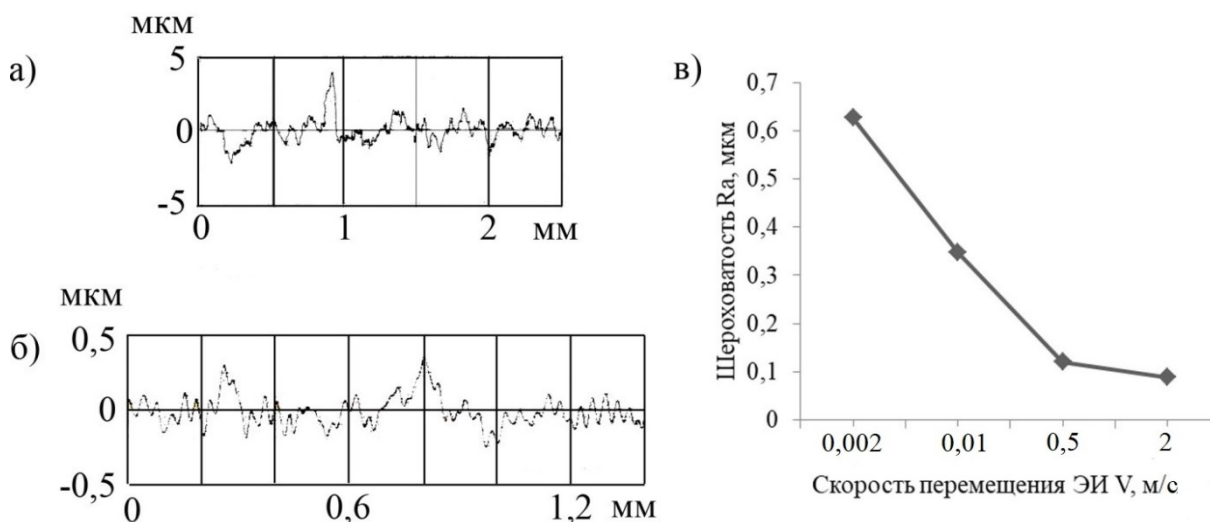 а)
мкм
5
0
-5
0 1 2 мм
б)
мкм
0,5
0
-0,5
0 0,6 1,2 мм
в)
Шероховатость Ra, мкм
0,7
0,6
0,5
0,4
0,3
0,2
0,1
0
0,002 0,01 0,5 2
Скорость перемещения ЭИ V, м/с